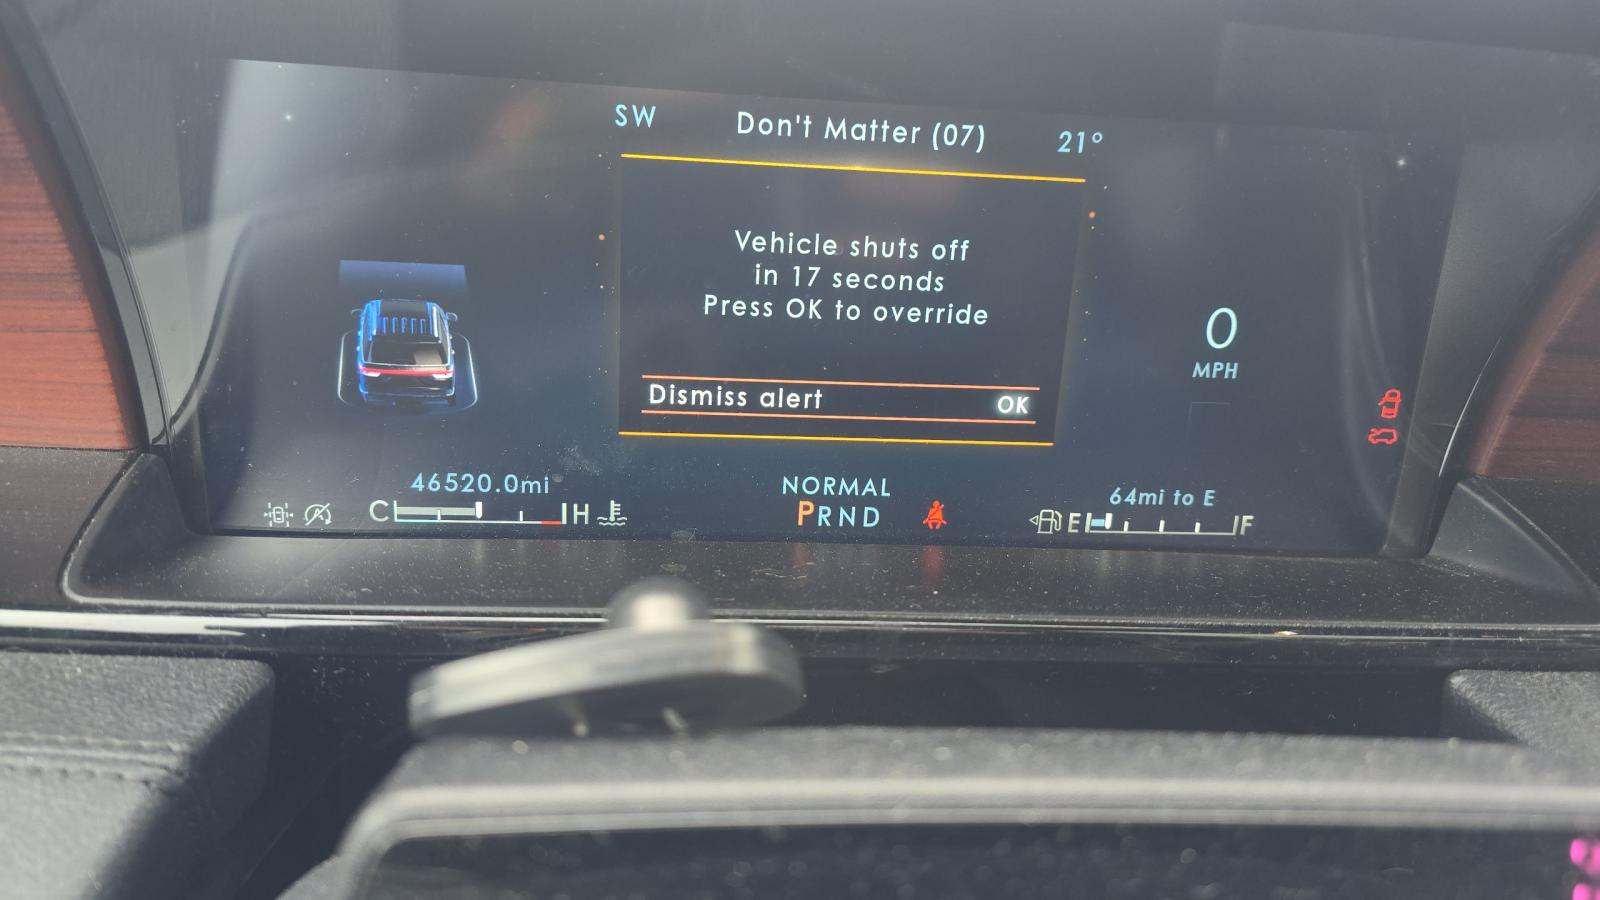 SW Don't Matter (07) 21°
Vehicle shuts off
in 17 seconds
Press OK to override
0
MPH
Dismiss alert OK
46520.0mi NORMAL 64mi to E
C H PRND E F